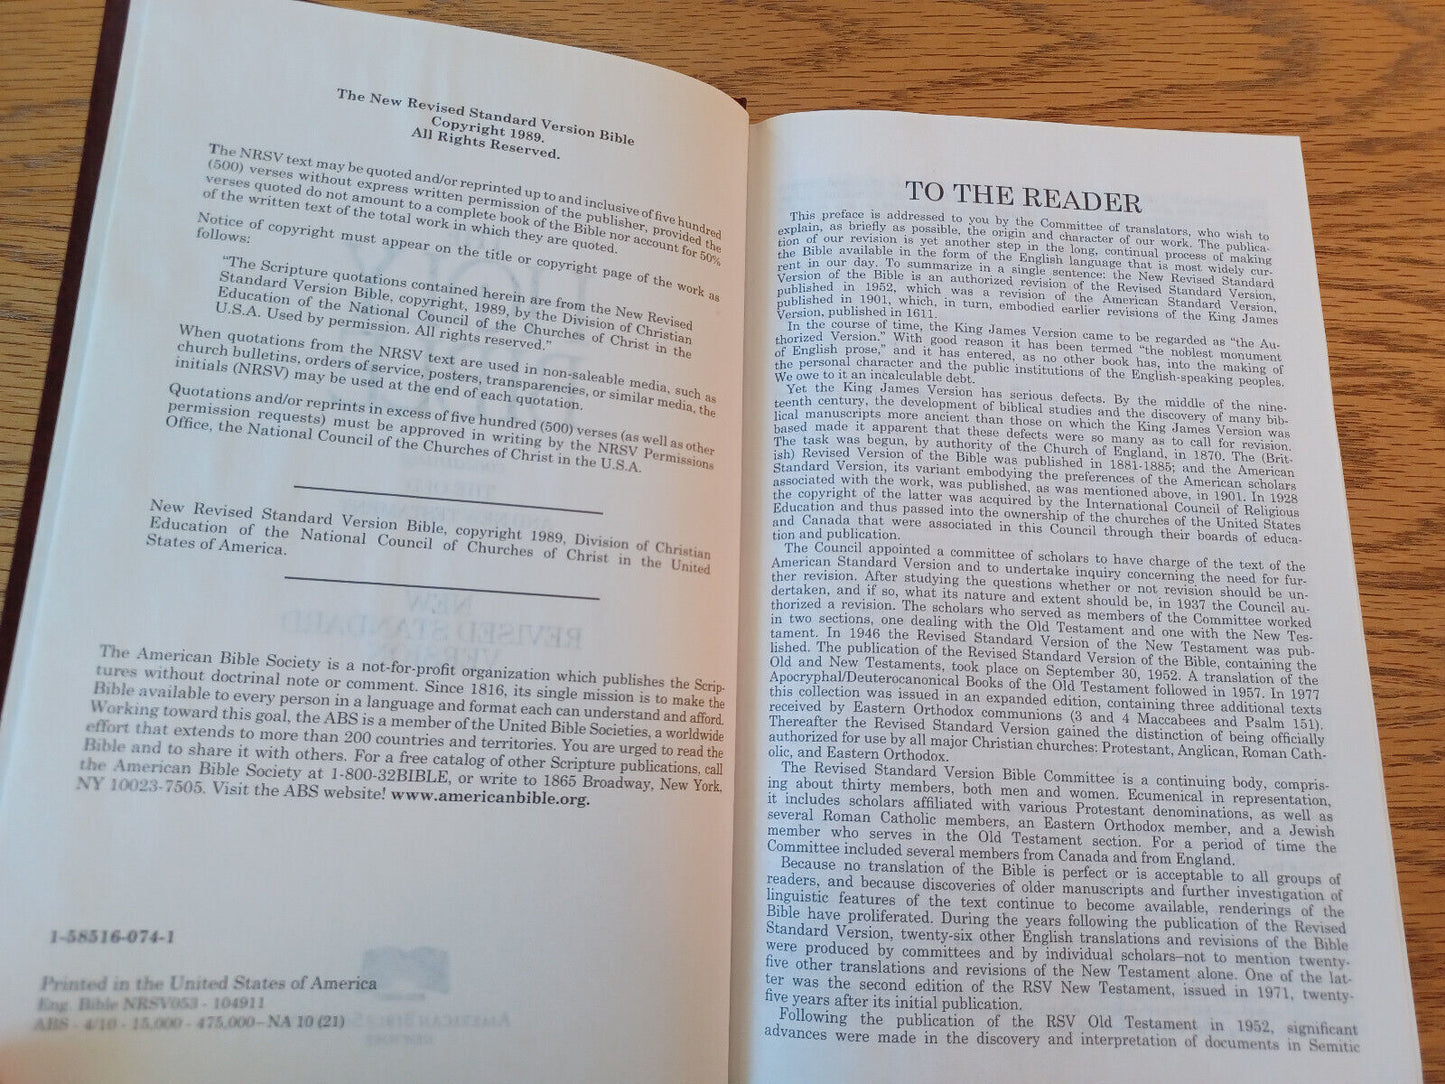 The New Revised Standard Version Bible
Copyright 1989.
All Rights Reserved.
The NRSV text may be quoted and/or reprinted up to and inclusive of five hundred
(500) verses without express written permission of the publisher, provided the
verses quoted do not amount to a complete book of the Bible nor account for 50%
of the written text of the total work in which they are quoted.
Notice of copyright must appear on the title or copyright page of the work as
follows:
“The Scripture quotations contained herein are from the New Revised
Standard Version Bible, copyright, 1989, by the Division of Christian
Education of the National Council of the Churches of Christ in the
U.S.A. Used by permission. All rights reserved.”
When quotations from the NRSV text are used in non-saleable media, such as
church bulletins, orders of service, posters, transparencies, or similar media, the
initials (NRSV) may be used at the end of each quotation.
Quotations and/or reprints in excess of five hundred (500) verses (as well as other
permission requests) must be approved in writing by the NRSV Permissions
Office, the National Council of the Churches of Christ in the U.S.A.
New Revised Standard Version Bible, copyright 1989, Division of Christian
Education of the National Council of Churches of Christ in the United
States of America.
The American Bible Society is a not-for-profit organization which publishes the Scrip-
tures without doctrinal note or comment. Since 1816, its single mission is to make the
Bible available to every person in a language and format each can understand and afford.
Working toward this goal, the ABS is a member of the United Bible Societies, a worldwide
effort that extends to more than 200 countries and territories. You are urged to read the
Bible and to share it with others. For a free catalog of other Scripture publications, call
the American Bible Society at 1-800-32BIBLE, or write to 1865 Broadway, New York,
NY 10023-7505. Visit the ABS website! www.americanbible.org.
1-58516-074-1
Printed in the United States of America
Eng. Bible NRSV053 - 104911
ABS - 4/10 - 15,000 - 475,000–NA 10 (21)
TO THE READER
This preface is addressed to you by the Committee of translators, who wish to
explain, as briefly as possible, the origin and character of our work. The publica-
tion of our revision is yet another step in the long, continual process of making
the Bible available in the form of the English language that is most widely cur-
rent in our day. To summarize in a single sentence: the New Revised Standard
Version of the Bible is an authorized revision of the Revised Standard Version,
published in 1952, which was a revision of the American Standard Version,
published in 1901, which, in turn, embodied earlier revisions of the King James
Version, published in 1611.
In the course of time, the King James Version came to be regarded as “the Au-
thorized Version.” With good reason it has been termed “the noblest monument
of English prose,” and it has entered, as no other book has, into the making of
the personal character and the public institutions of the English-speaking peoples.
We owe to it an incalculable debt.
Yet the King James Version has serious defects. By the middle of the nine-
teenth century, the development of biblical studies and the discovery of many bib-
lical manuscripts more ancient than those on which the King James Version was
based made it apparent that these defects were so many as to call for revision.
The task was begun, by authority of the Church of England, in 1870. The (Brit-
ish) Revised Version of the Bible was published in 1881-1885; and the American
Standard Version, its variant embodying the preferences of the American scholars
associated with the work, was published, as was mentioned above, in 1901. In 1928
the copyright of the latter was acquired by the International Council of Religious
Education and thus passed into the ownership of the churches of the United States
and Canada that were associated in this Council through their boards of educa-
tion and publication.
The Council appointed a committee of scholars to have charge of the text of the
American Standard Version and to undertake inquiry concerning the need for fur-
ther revision. After studying the questions whether or not revision should be un-
dertaken, and if so, what its nature and extent should be, in 1937 the Council au-
thorized a revision. The scholars who served as members of the Committee worked
in two sections, one dealing with the Old Testament and one with the New Tes-
tament. In 1946 the Revised Standard Version of the New Testament was pub-
lished. The publication of the Revised Standard Version of the Bible, containing the
Old and New Testaments, took place on September 30, 1952. A translation of the
Apocryphal/Deuterocanonical Books of the Old Testament followed in 1957. In 1977
this collection was issued in an expanded edition, containing three additional texts
received by Eastern Orthodox communions (3 and 4 Maccabees and Psalm 151).
Thereafter the Revised Standard Version gained the distinction of being officially
authorized for use by all major Christian churches: Protestant, Anglican, Roman Cath-
olic, and Eastern Orthodox.
The Revised Standard Version Bible Committee is a continuing body, compris-
ing about thirty members, both men and women. Ecumenical in representation,
it includes scholars affiliated with various Protestant denominations, as well as
several Roman Catholic members, an Eastern Orthodox member, and a Jewish
member who serves in the Old Testament section. For a period of time the
Committee included several members from Canada and from England.
Because no translation of the Bible is perfect or is acceptable to all groups of
readers, and because discoveries of older manuscripts and further investigation of
linguistic features of the text continue to become available, renderings of the
Bible have proliferated. During the years following the publication of the Revised
Standard Version, twenty-six other English translations and revisions of the Bible
were produced by committees and by individual scholars–not to mention twenty-
five other translations and revisions of the New Testament alone. One of the lat-
ter was the second edition of the RSV New Testament, issued in 1971, twenty-
five years after its initial publication.
Following the publication of the RSV Old Testament in 1952, significant
advances were made in the discovery and interpretation of documents in Semitic